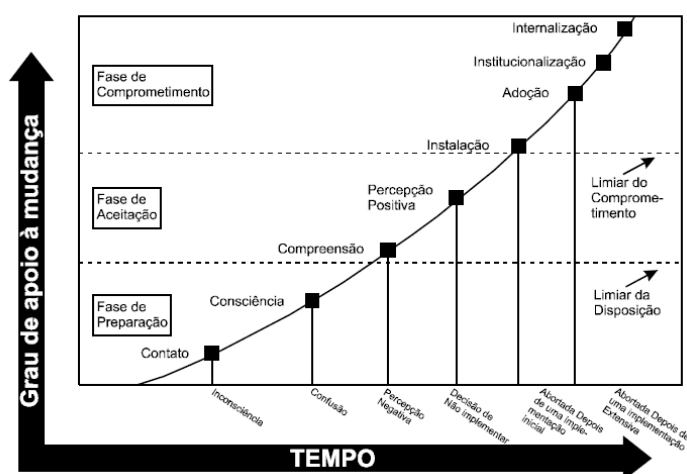 Grau de apoio à mudança
Fase de
Comprometimento
Fase de
Aceitação
Fase de
Preparação
Internalização
Institucionalização
Adoção
Instalação
Percepção
Positiva
Compreensão
Consciência
Contato
Limiar do
Comprome-
timento
Limiar da
Disposição
Inconsciência
Confusão
Percepção
Negativa
Decisão de
Não implementar
Abortada Depois
de uma imple-
mentação
inicial
Abortada Depois de
uma implementação
Extensiva
TEMPO